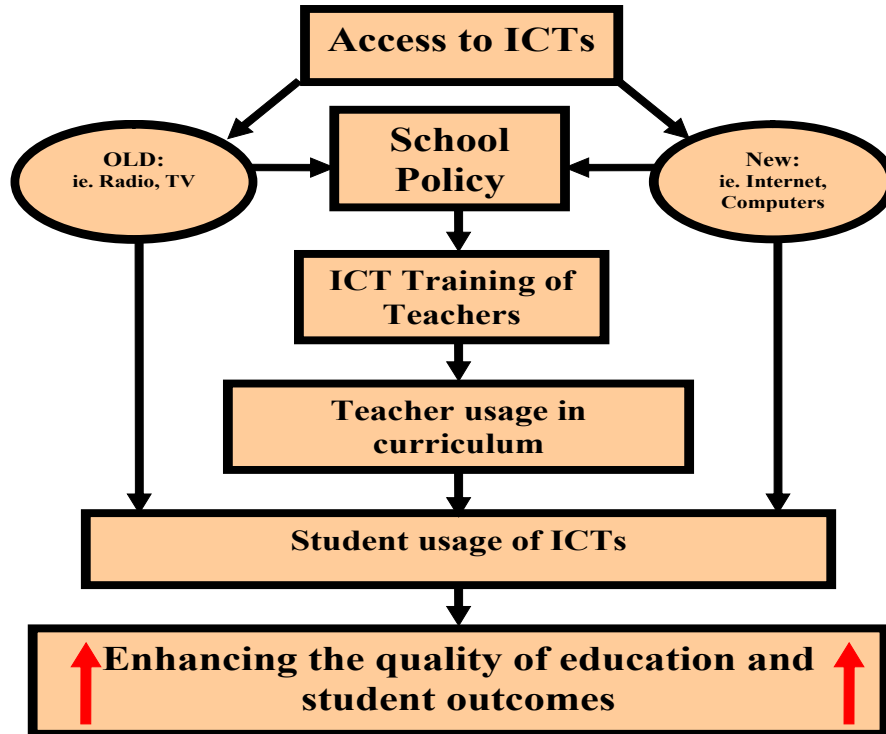 Access to ICTs
OLD:
ie. Radio, TV
School
Policy
New:
ie. Internet,
Computers
ICT Training of
Teachers
Teacher usage in
curriculum
Student usage of ICTs
Enhancing the quality of education and
student outcomes